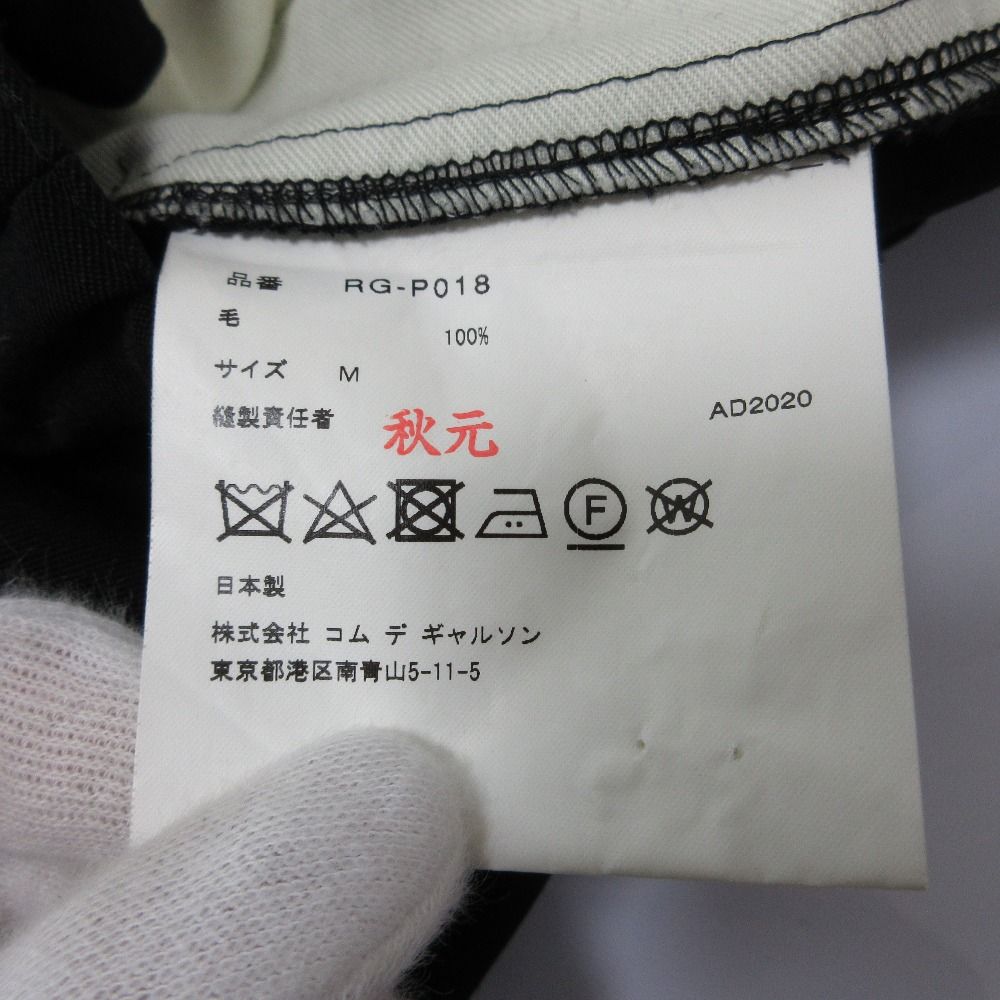 品番 RG-P018
毛
100%
サイズ M
縫製責任者 秋元 AD2020
F W
日本製
株式会社 コム デ ギャルソン
東京都港区南青山5-11-5